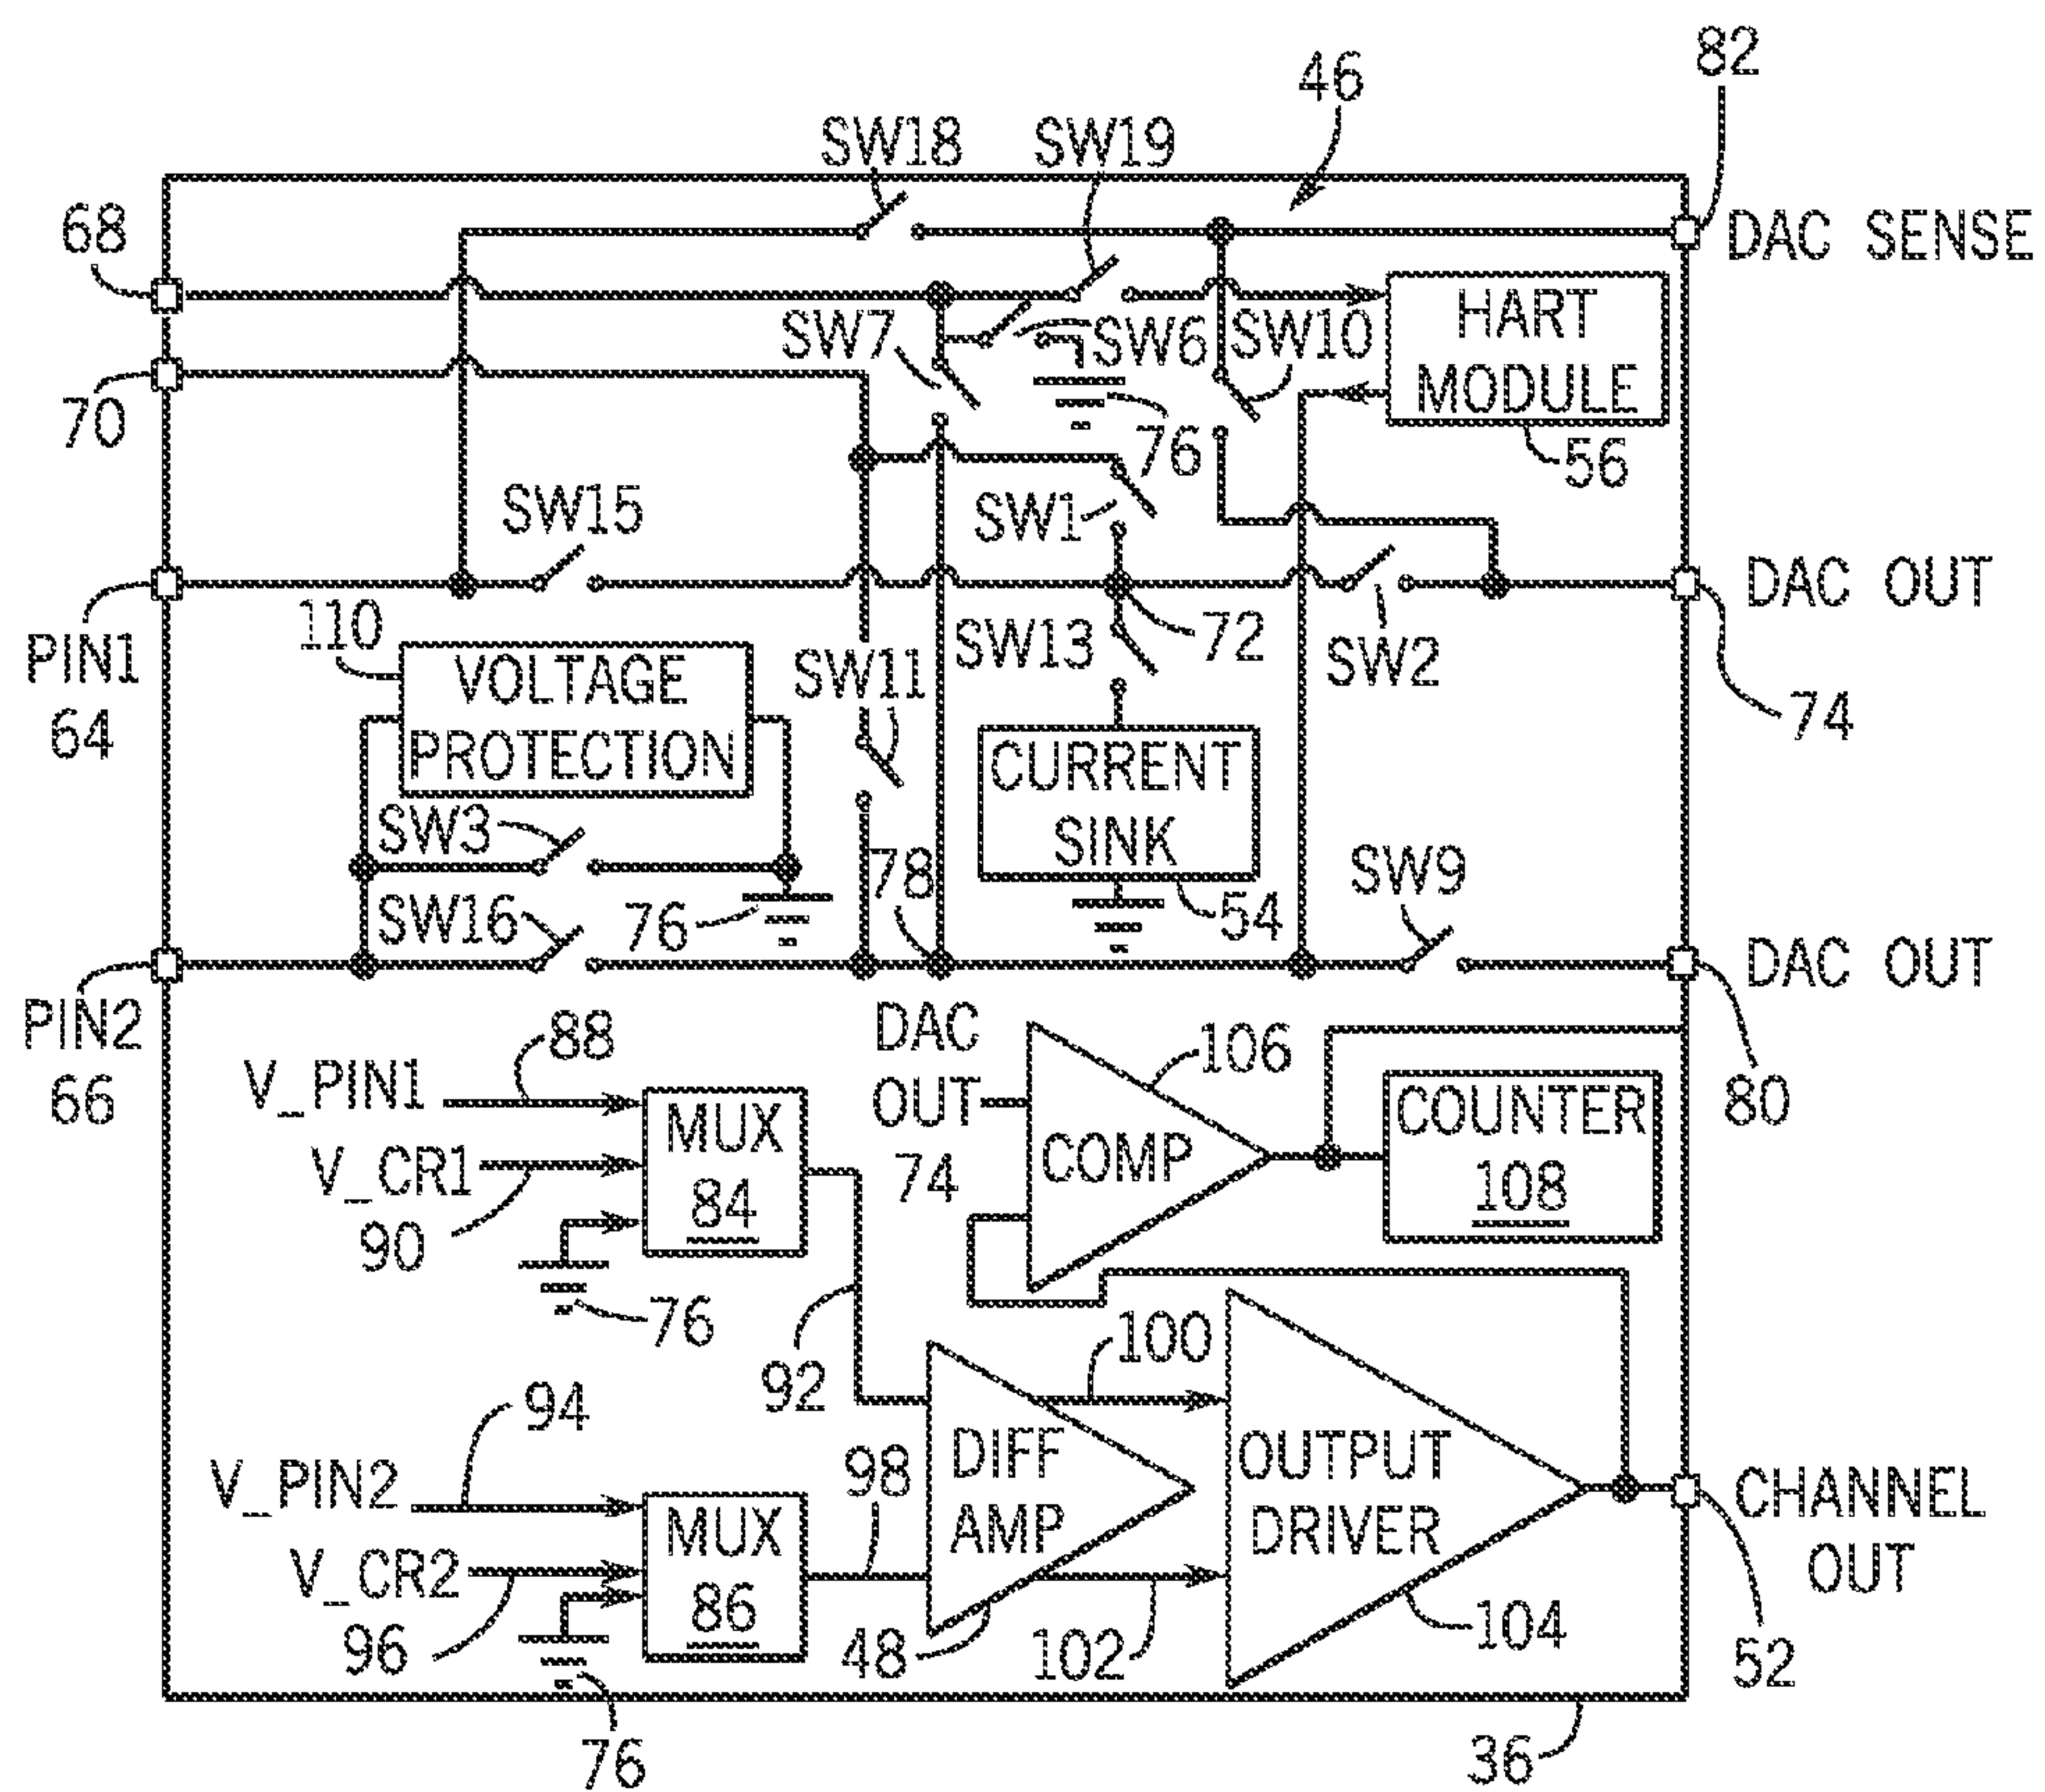 82
46
SW18
SW19
68
DAC SENSE
HART
MODULE
SW7
SW6
SW10
70
76
56
SW15
SW1
DAC OUT
110
PIN1
64
VOLTAGE
PROTECTION
SW11
SW13
72
SW2
74
CURRENT
SINK
SW3
78
SW9
SW16
76
54
DAC OUT
PIN2
66
88
DAC
OUT
74
106
80
V_PIN1
MUX
84
COMP
COUNTER
108
V_CR1
90
76
92
100
94
V_PIN2
98
DIFF
AMP
OUTPUT
DRIVER
CHANNEL
OUT
MUX
86
V_CR2
96
48
102
104
52
76
36